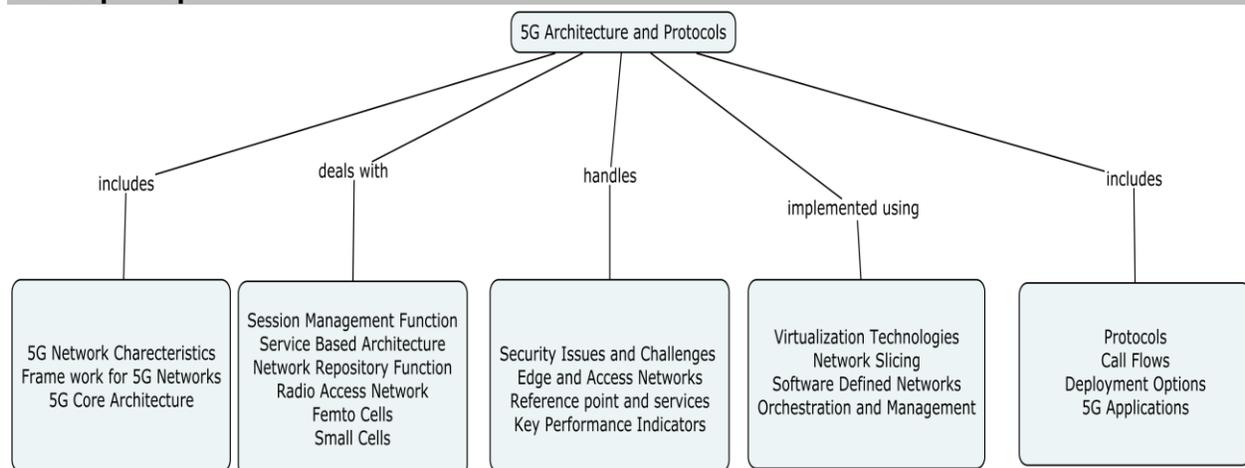 5G Architecture and Protocols
includes
deals with
handles
implemented using
includes
5G Network Charecteristics
Frame work for 5G Networks
5G Core Architecture
Session Management Function
Service Based Architecture
Network Repository Function
Radio Access Network
Femto Cells
Small Cells
Security Issues and Challenges
Edge and Access Networks
Reference point and services
Key Performance Indicators
Virtualization Technologies
Network Slicing
Software Defined Networks
Orchestration and Management
Protocols
Call Flows
Deployment Options
5G Applications